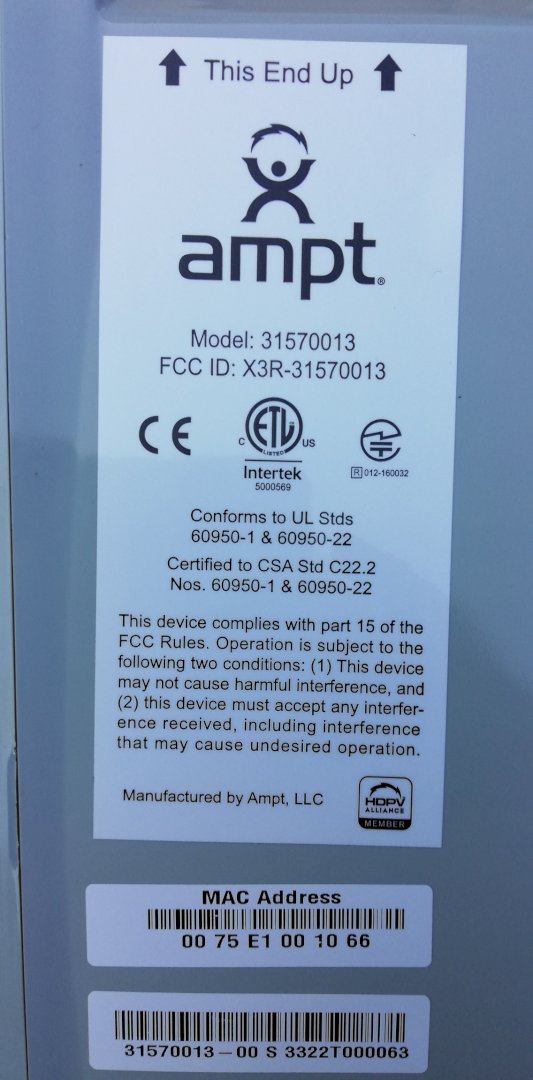 This End Up
ampt®
Model: 31570013
FCC ID: X3R-31570013
CE
C ETL US
LISTED
Intertek
5000569
R 012-160032
Conforms to UL Stds
60950-1 & 60950-22
Certified to CSA Std C22.2
Nos. 60950-1 & 60950-22
This device complies with part 15 of the
FCC Rules. Operation is subject to the
following two conditions: (1) This device
may not cause harmful interference, and
(2) this device must accept any interfer-
ence received, including interference
that may cause undesired operation.
Manufactured by Ampt, LLC
HDPV
ALLIANCE
MEMBER
MAC Address
00 75 E1 00 10 66
31570013-00 S 3322T000063